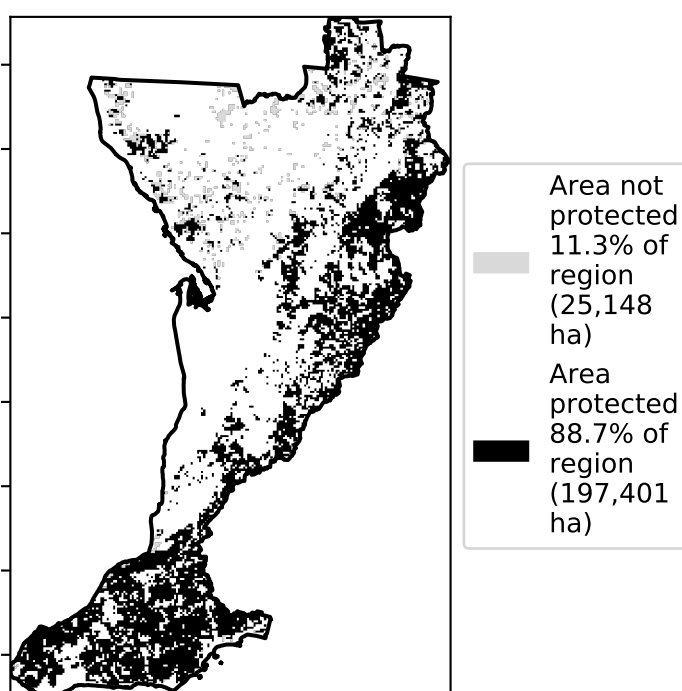 Area not
protected
11.3% of
region
(25,148
ha)
Area
protected
88.7% of
region
(197,401
ha)